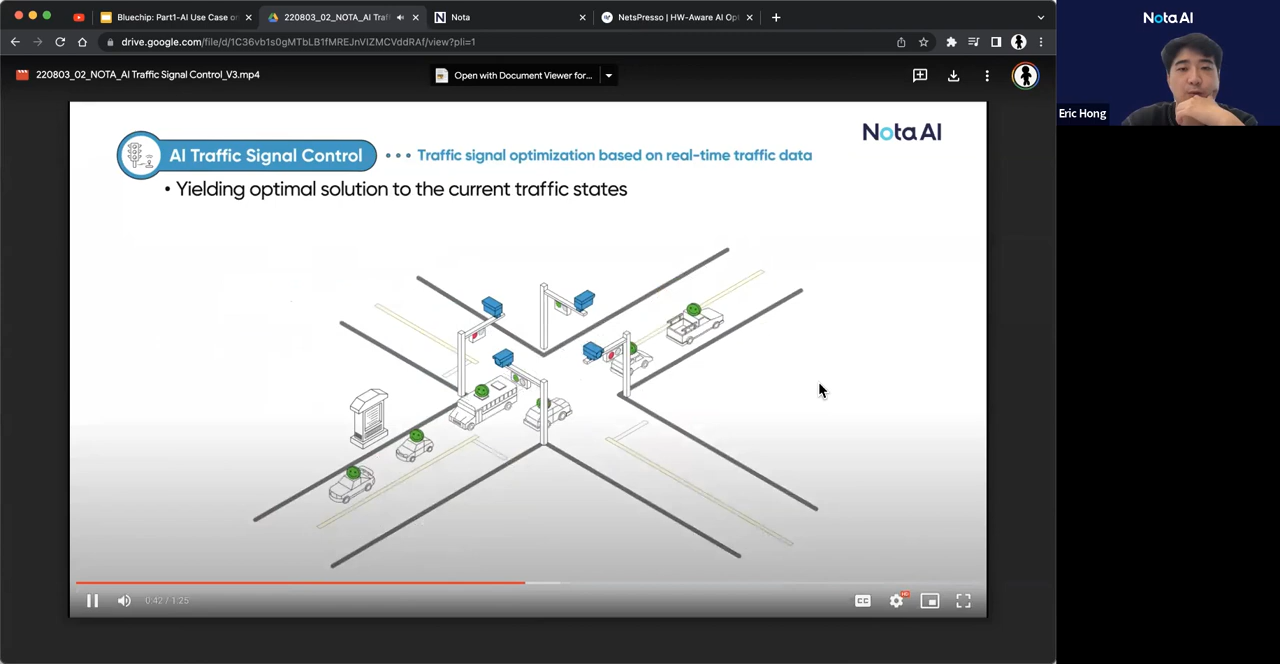 Bluechip: Part1-AI Use Case o
220803_02_NOTA_AI Traf
Nota
NetsPresso | HW-Aware AI Op
drive.google.com/file/d/1C36vb1s0gMTbLB1fMREJnVIZMCVddRAf/view?pli=1
220803_02_NOTA_AI Traffic Signal Control_V3.mp4
Open with Document Viewer for...
Nota AI
Eric Hong
Nota AI
AI Traffic Signal Control
Traffic signal optimization based on real-time traffic data
• Yielding optimal solution to the current traffic states
0:42 / 1:25
CC
HD